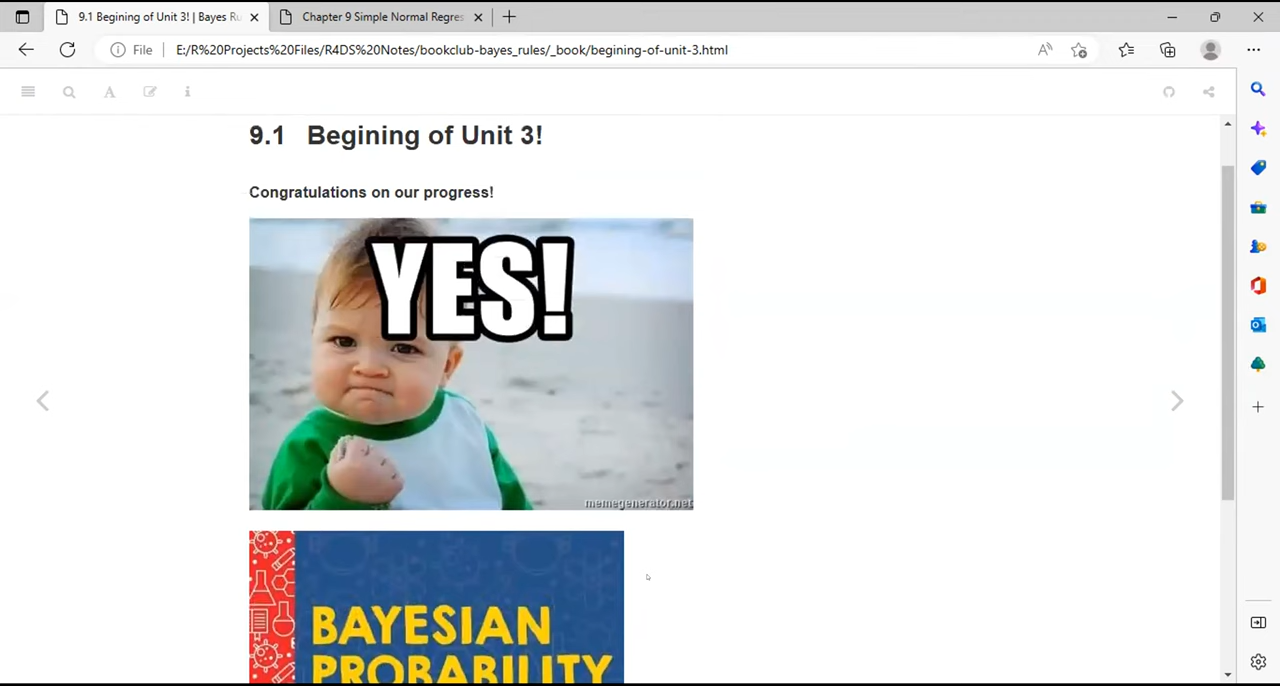 9.1 Begining of Unit 3! | Bayes Ru
Chapter 9 Simple Normal Regres
File
E:/R%20Projects%20Files/R4DS%20Notes/bookclub-bayes_rules/_book/begining-of-unit-3.html
9.1 Begining of Unit 3!
Congratulations on our progress!
YES!
memegenerator.net
BAYESIAN
PROBABILITY